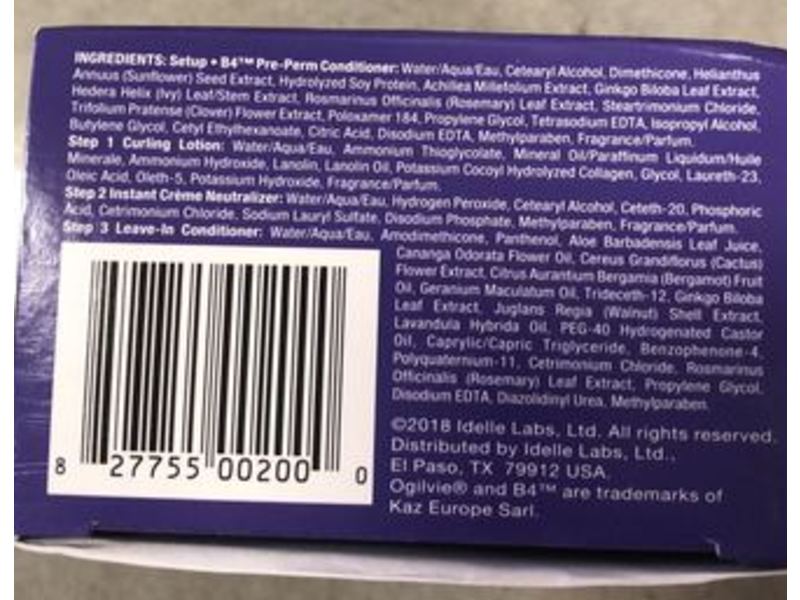 INGREDIENTS: Setup • B4™ Pre-Perm Conditioner: Water/Aqua/Eau, Cetearyl Alcohol, Dimethicone, Helianthus
Annuus (Sunflower) Seed Extract, Hydrolyzed Soy Protein, Achillea Millefolium Extract, Ginkgo Biloba Leaf Extract,
Hedera Helix (Ivy) Leaf/Stem Extract, Rosmarinus Officinalis (Rosemary) Leaf Extract, Steartrimonium Chloride,
Trifolium Pratense (Clover) Flower Extract, Poloxamer 184, Propylene Glycol, Tetrasodium EDTA, Isopropyl Alcohol,
Butylene Glycol, Cetyl Ethylhexanoate, Citric Acid, Disodium EDTA, Methylparaben, Fragrance/Parfum.
Step 1 Curling Lotion: Water/Aqua/Eau, Ammonium Thioglycolate, Mineral Oil/Paraffinum Liquidum/Huile
Minerale, Ammonium Hydroxide, Lanolin, Lanolin Oil, Potassium Cocoyl Hydrolyzed Collagen, Glycol, Laureth-23,
Oleic Acid, Oleth-5, Potassium Hydroxide, Fragrance/Parfum.
Step 2 Instant Crème Neutralizer: Water/Aqua/Eau, Hydrogen Peroxide, Cetearyl Alcohol, Ceteth-20, Phosphoric
Acid, Cetrimonium Chloride, Sodium Lauryl Sulfate, Disodium Phosphate, Methylparaben, Fragrance/Parfum.
Step 3 Leave-In Conditioner: Water/Aqua/Eau, Amodimethicone, Panthenol, Aloe Barbadensis Leaf Juice,
Cananga Odorata Flower Oil, Cereus Grandiflorus (Cactus)
Flower Extract, Citrus Aurantium Bergamia (Bergamot) Fruit
Oil, Geranium Maculatum Oil, Trideceth-12, Ginkgo Biloba
Leaf Extract, Juglans Regia (Walnut) Shell Extract,
Lavandula Hybrida Oil, PEG-40 Hydrogenated Castor
Oil, Caprylic/Capric Triglyceride, Benzophenone-4,
Polyquaternium-11, Cetrimonium Chloride, Rosmarinus
Officinalis (Rosemary) Leaf Extract, Propylene Glycol,
Disodium EDTA, Diazolidinyl Urea, Methylparaben.
©2018 Idelle Labs, Ltd. All rights reserved.
Distributed by Idelle Labs, Ltd.,
El Paso, TX 79912 USA.
Ogilvie® and B4™ are trademarks of
Kaz Europe Sarl.
8 27755 00200 0